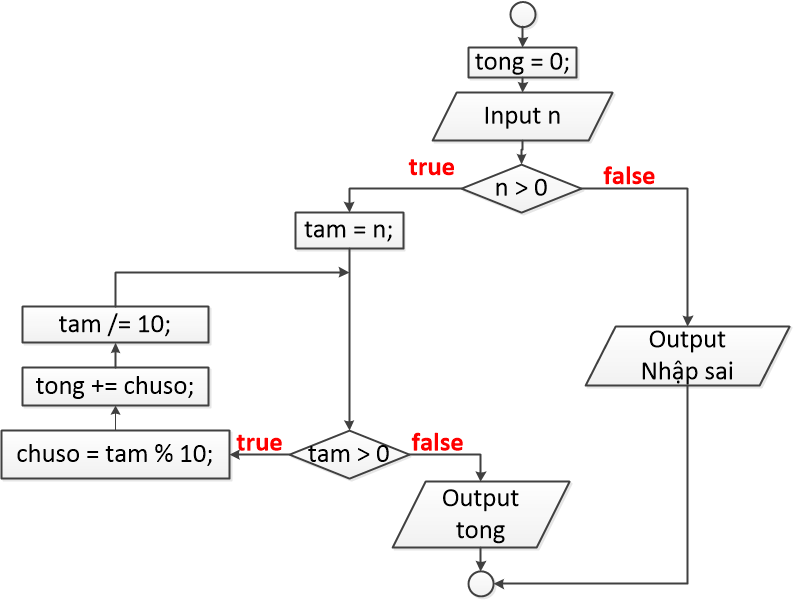 tong = 0;
Input n
true
n > 0
false
tam = n;
tam /= 10;
Output
Nhập sai
tong += chuso;
chuso = tam % 10;
true
tam > 0
false
Output
tong